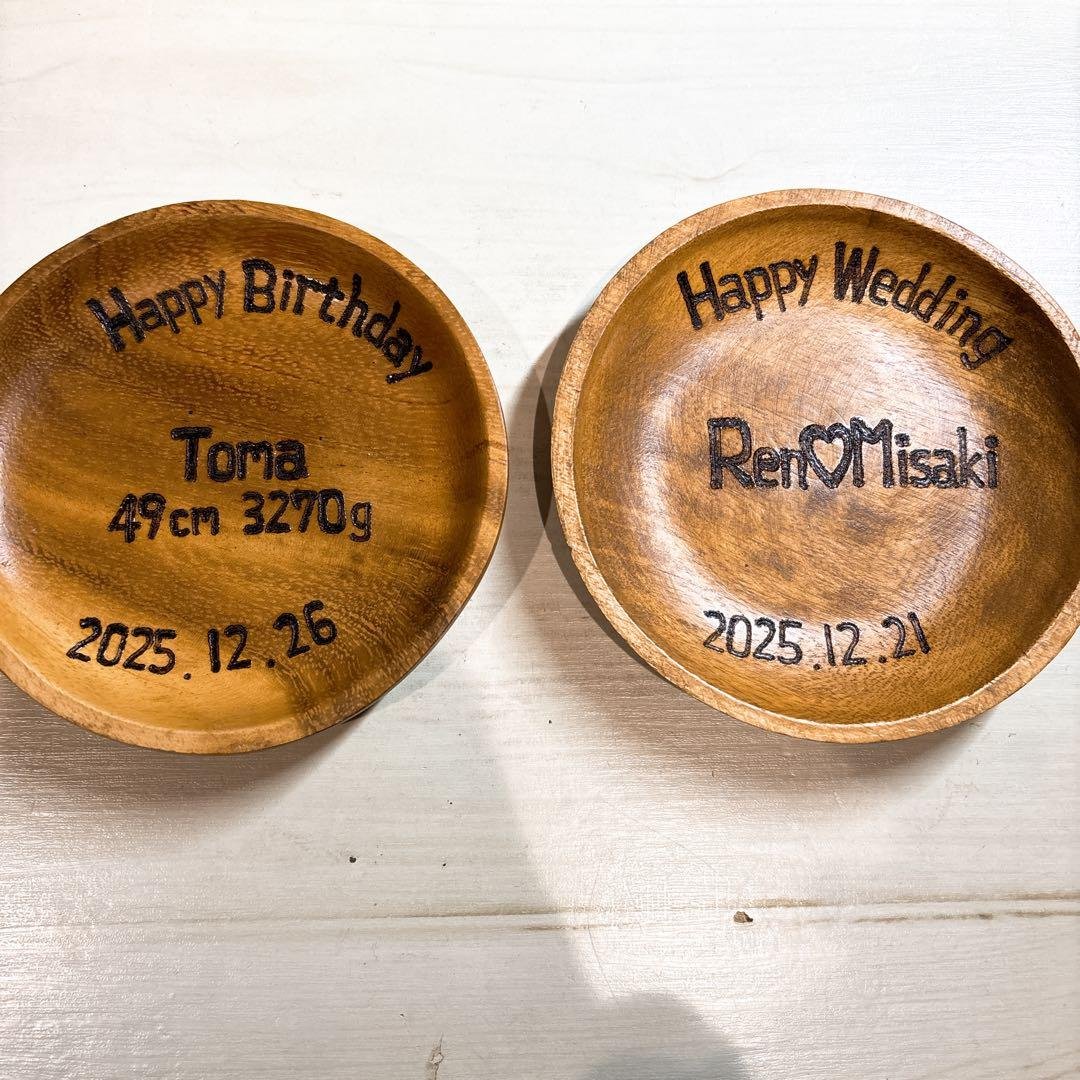 Happy Birthday
Toma
49cm 3270g
2025.12.26
Happy Wedding
Ren♡Misaki
2025.12.21